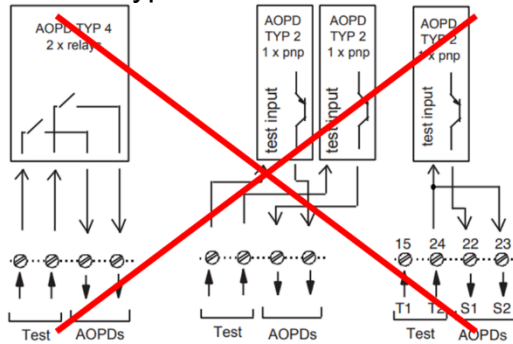 AOPD TYP 4
2 x relays
AOPD
TYP 2
1 x pnp
test input
AOPD
TYP 2
1 x pnp
test input
AOPD
TYP 2
1 x pnp
test input
15 24 22 23
T1 T2 S1 S2
Test AOPDs
Test AOPDs
Test AOPDs